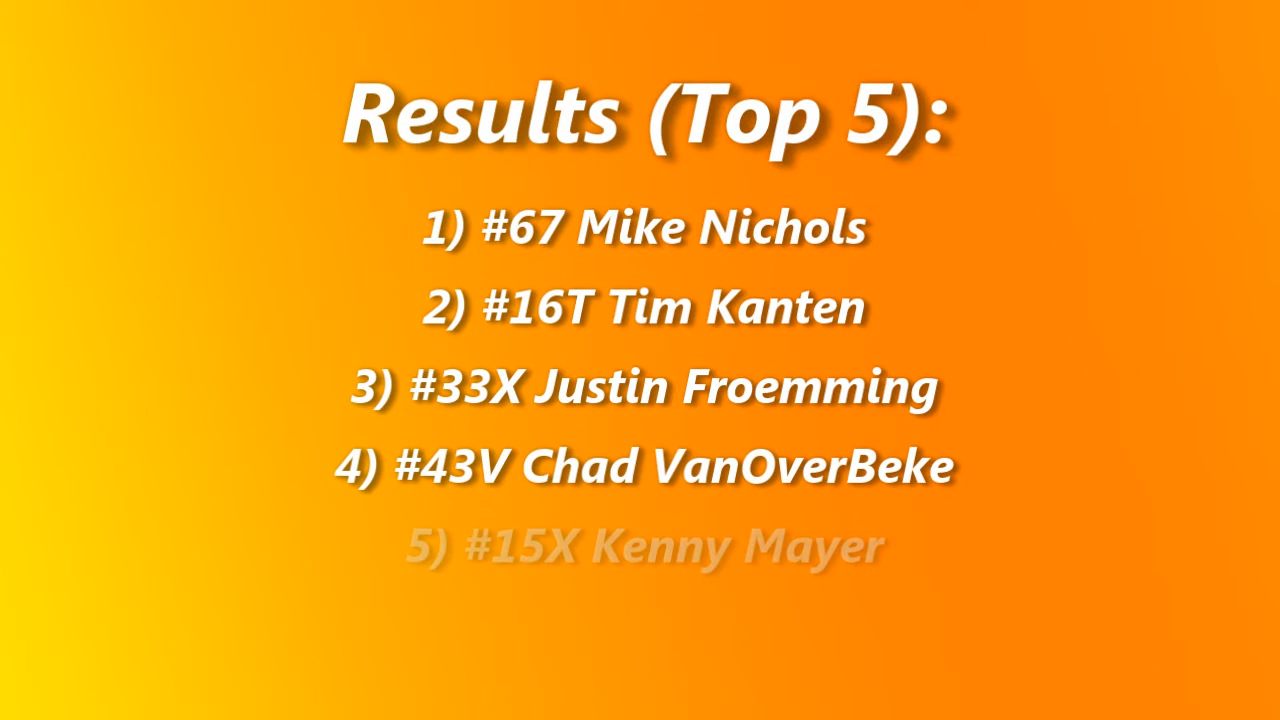 Results (Top 5):
1) #67 Mike Nichols
2) #16T Tim Kanten
3) #33X Justin Froemming
4) #43V Chad VanOverBeke
5) #15X Kenny Mayer